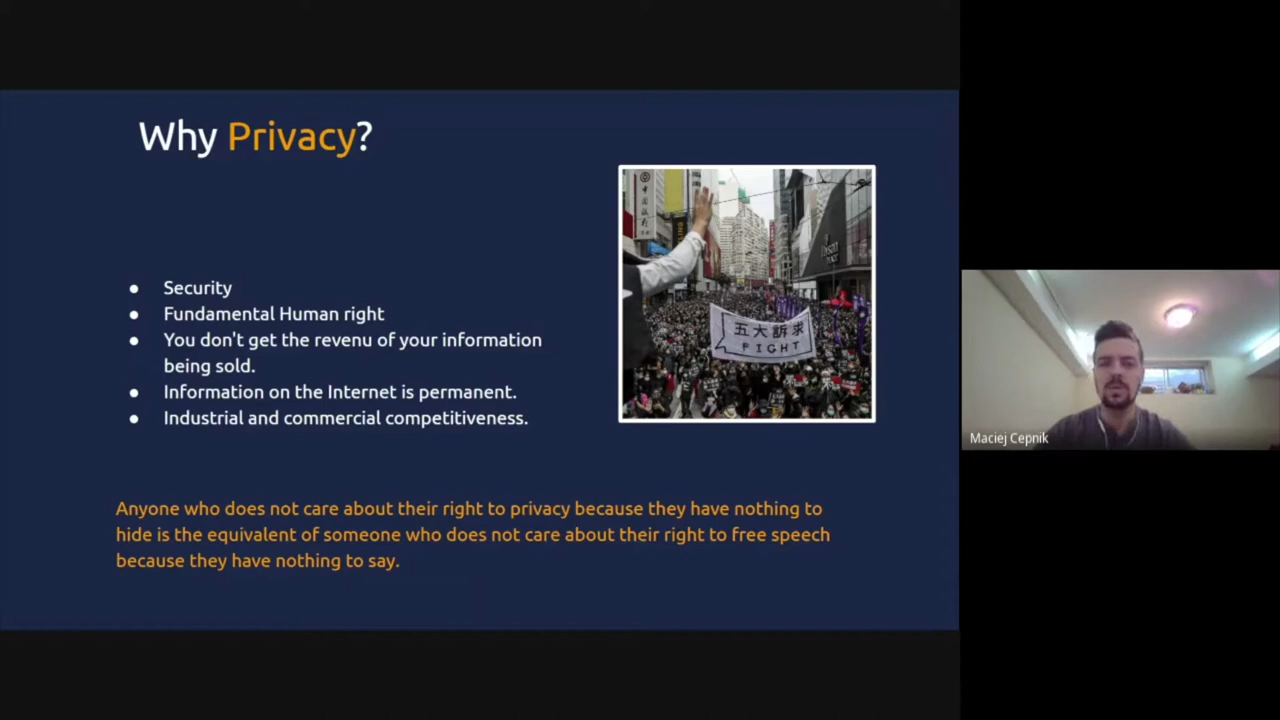 Why Privacy?
● Security
● Fundamental Human right
● You don't get the revenu of your information
being sold.
● Information on the Internet is permanent.
● Industrial and commercial competitiveness.
五大訴求
FIGHT
Anyone who does not care about their right to privacy because they have nothing to
hide is the equivalent of someone who does not care about their right to free speech
because they have nothing to say.
Maciej Cepnik